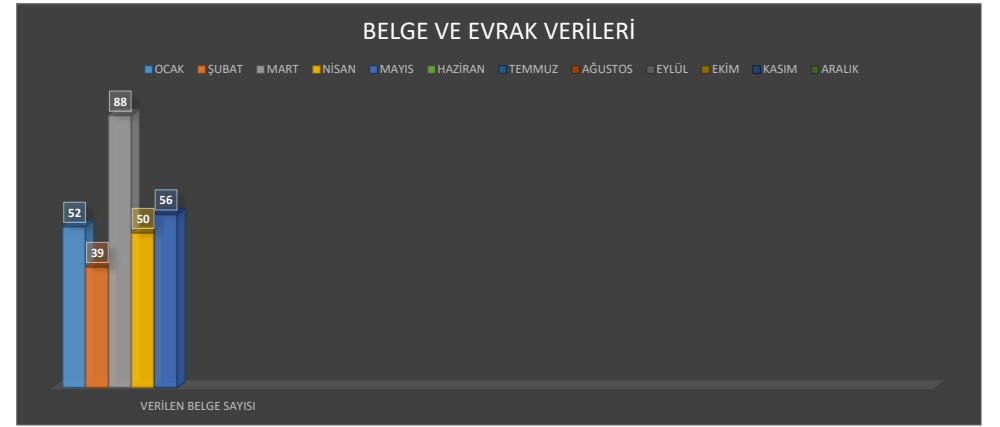 BELGE VE EVRAK VERİLERİ
OCAK ŞUBAT MART NİSAN MAYIS HAZİRAN TEMMUZ AĞUSTOS EYLÜL EKİM KASIM ARALIK
88
52
39
50
56
VERİLEN BELGE SAYISI